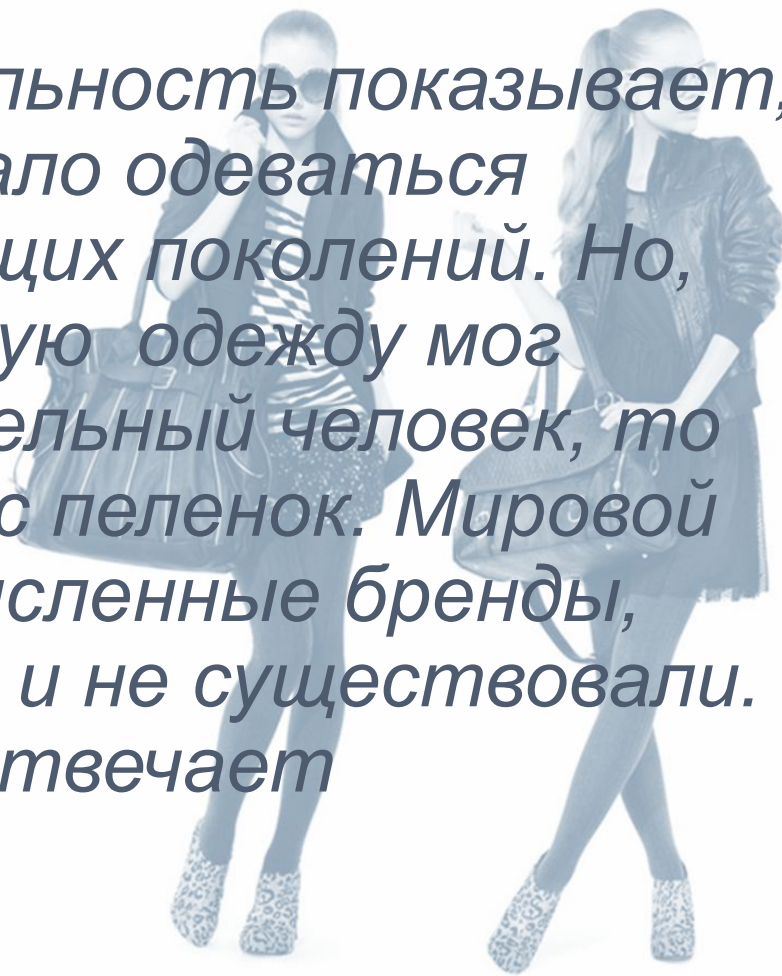 льность показывает,
ало одеваться
щих поколений. Но,
ую одежду мог
ельный человек, то
с пеленок. Мировой
исленные бренды,
и не существовали.
твечает